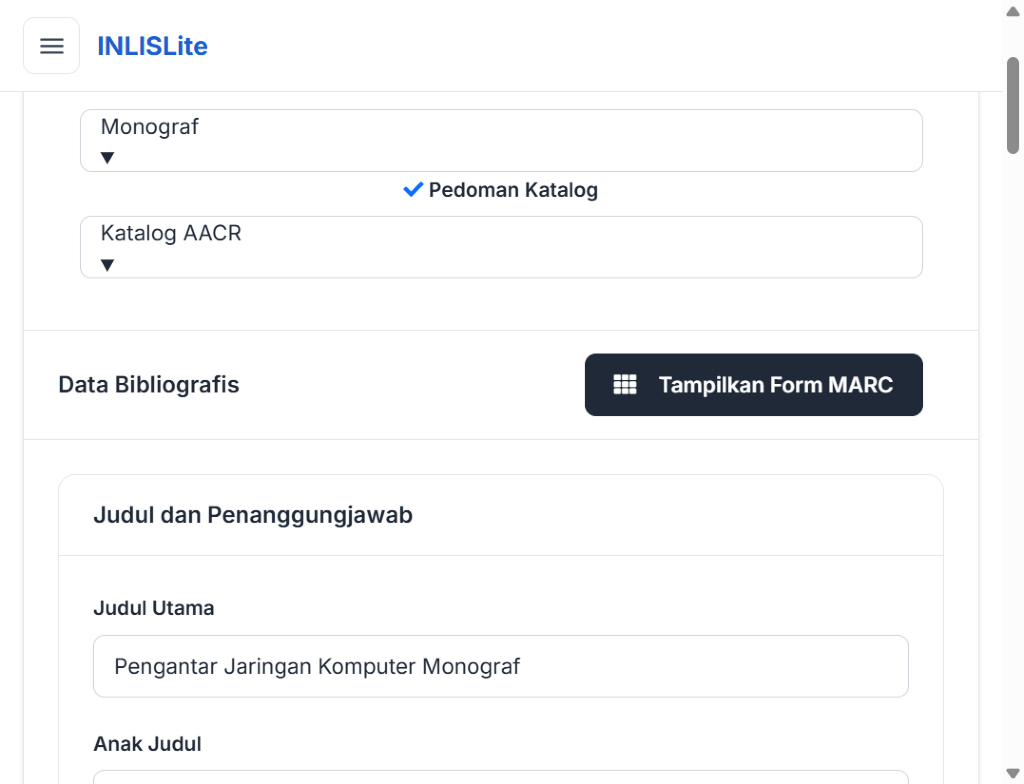 INLISLite
Monograf
▼
Pedoman Katalog
Katalog AACR
▼
Data Bibliografis
Tampilkan Form MARC
Judul dan Penanggungjawab
Judul Utama
Pengantar Jaringan Komputer Monograf
Anak Judul